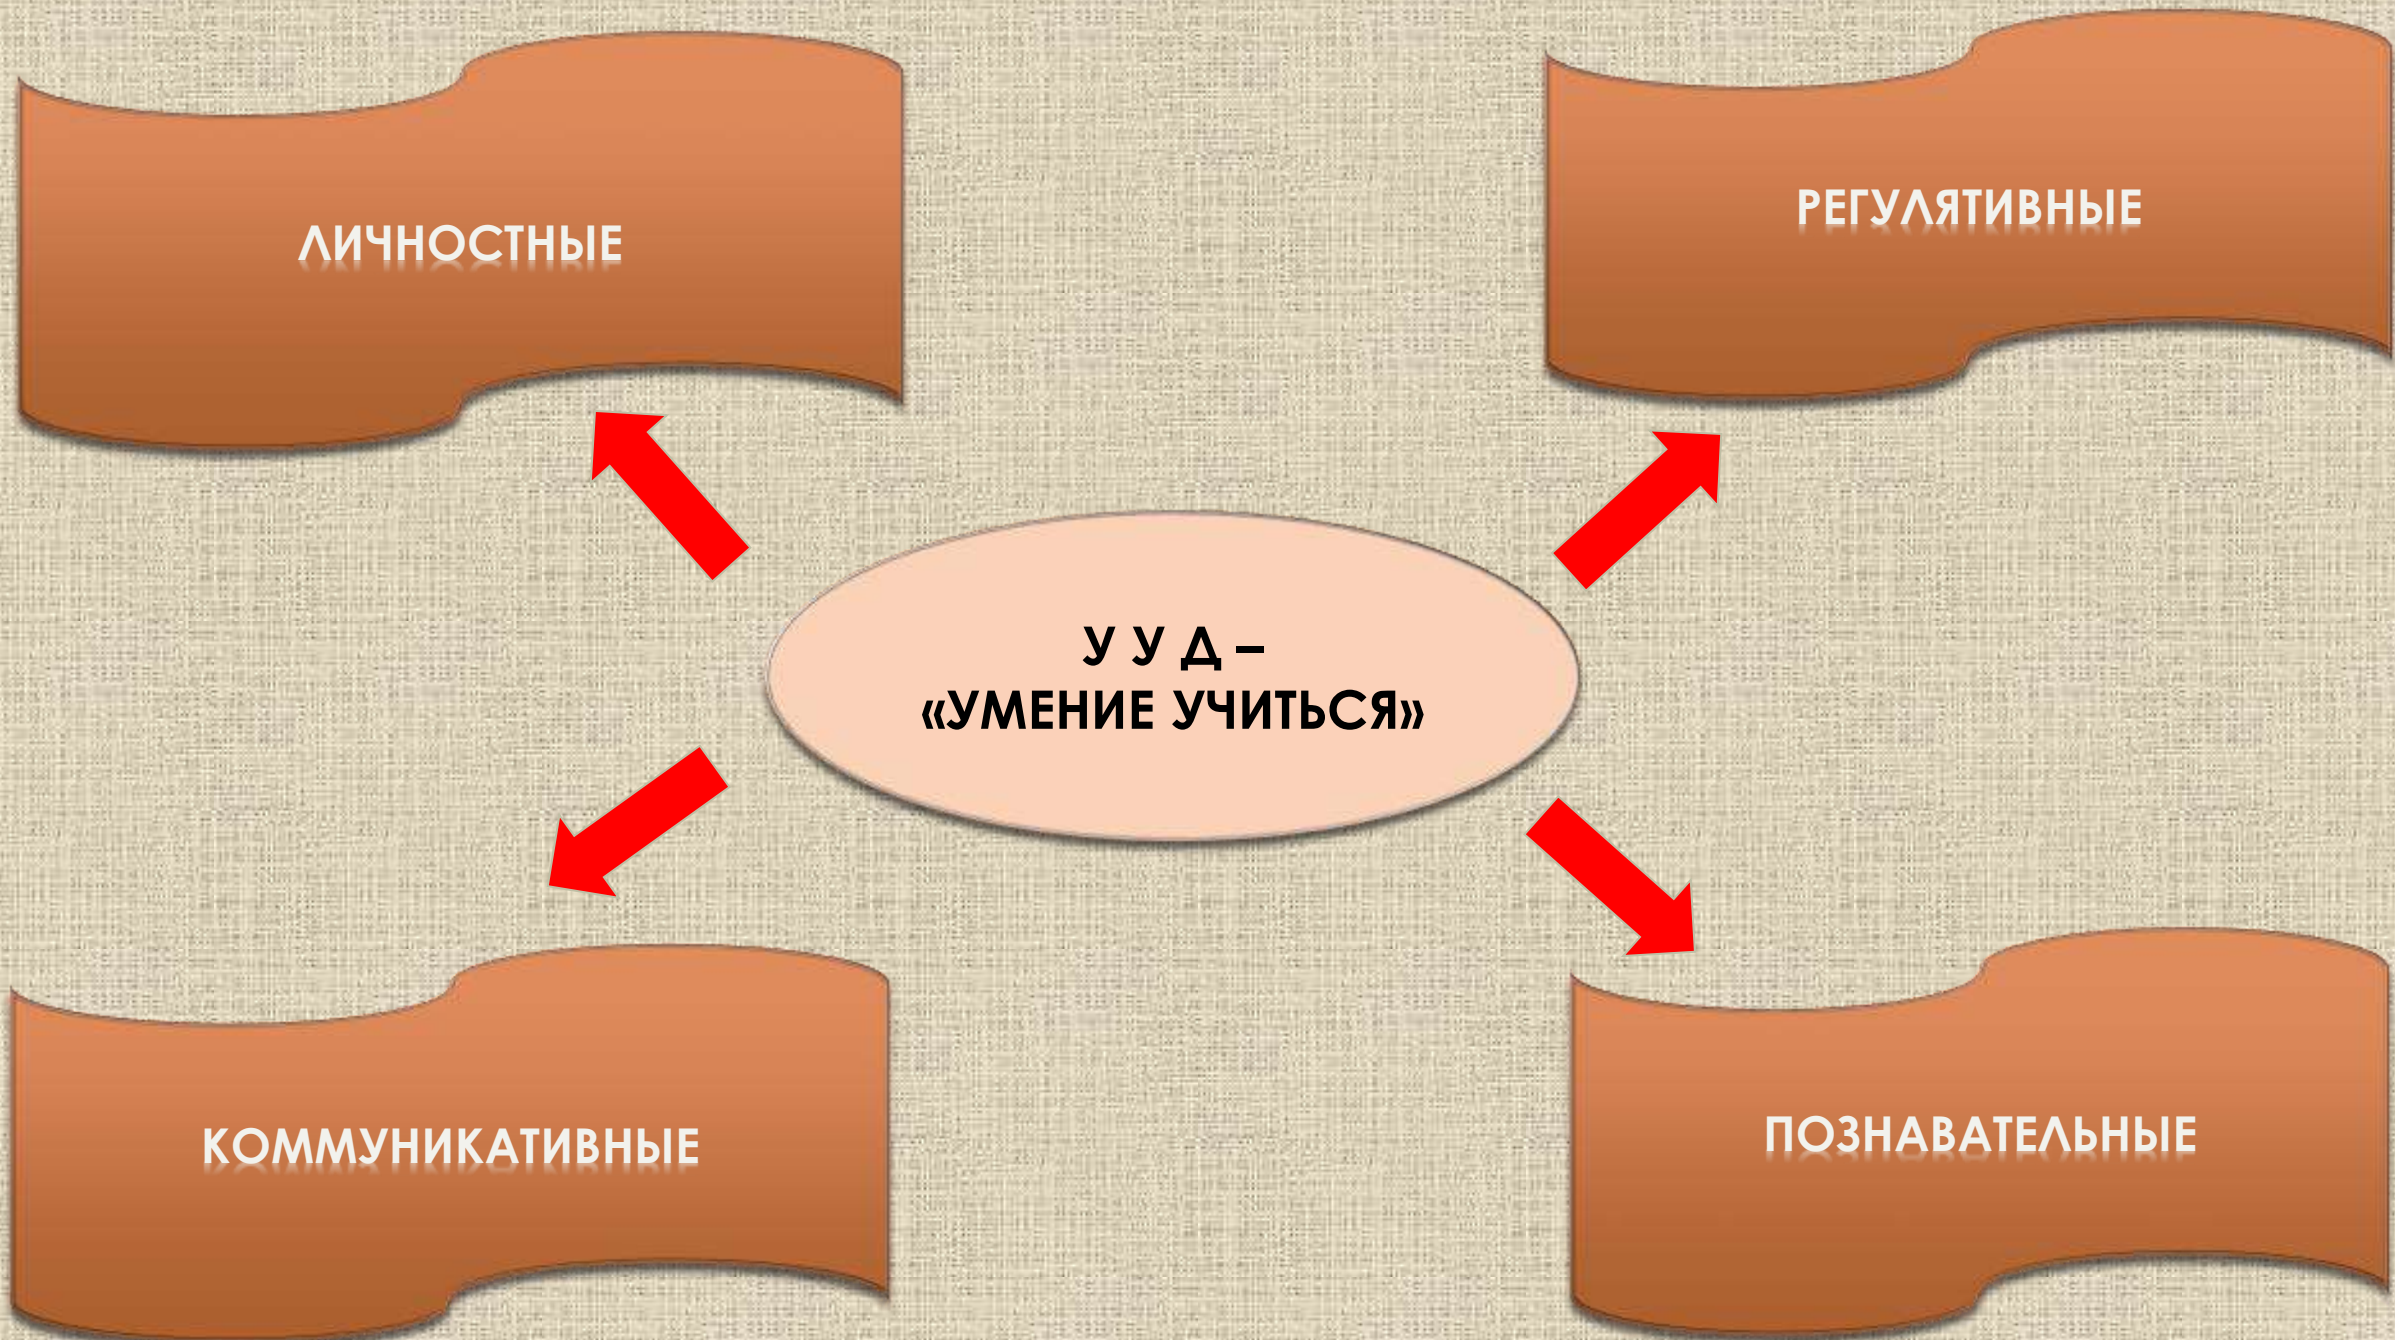 ЛИЧНОСТНЫЕ
РЕГУЛЯТИВНЫЕ
У У Д –
«УМЕНИЕ УЧИТЬСЯ»
КОММУНИКАТИВНЫЕ
ПОЗНАВАТЕЛЬНЫЕ